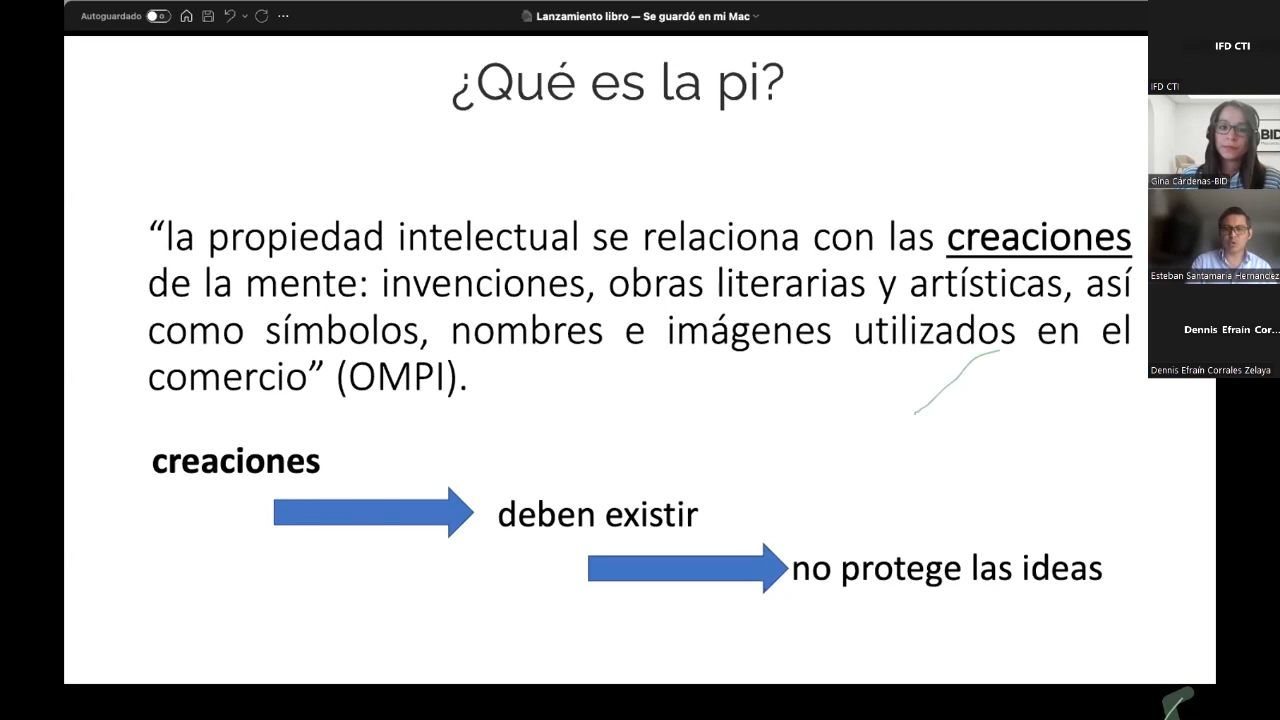 Autoguardado
Lanzamiento libro — Se guardó en mi Mac
¿Qué es la pi?
“la propiedad intelectual se relaciona con las creaciones
de la mente: invenciones, obras literarias y artísticas, así
como símbolos, nombres e imágenes utilizados en el
comercio” (OMPI).
creaciones
deben existir
no protege las ideas
IFD CTI
IFD CTI
BID
Gina Cárdenas-BID
Esteban Santamaria Hernandez
Dennis Efraín Cor...
Dennis Efraín Corrales Zelaya